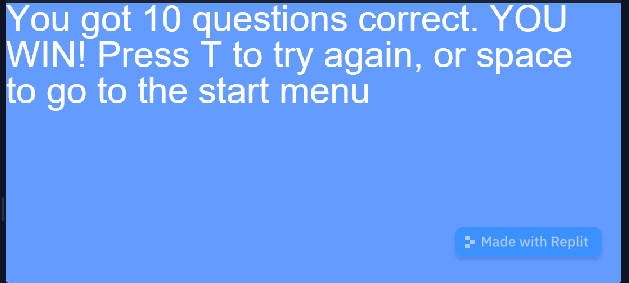 You got 10 questions correct. YOU
WIN! Press T to try again, or space
to go to the start menu
Made with Replit